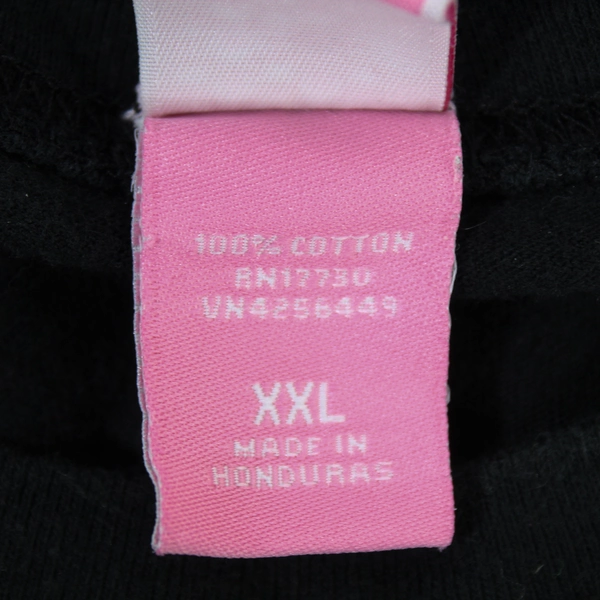 100% COTTON
RN17730
VN4256449
XXL
MADE IN
HONDURAS